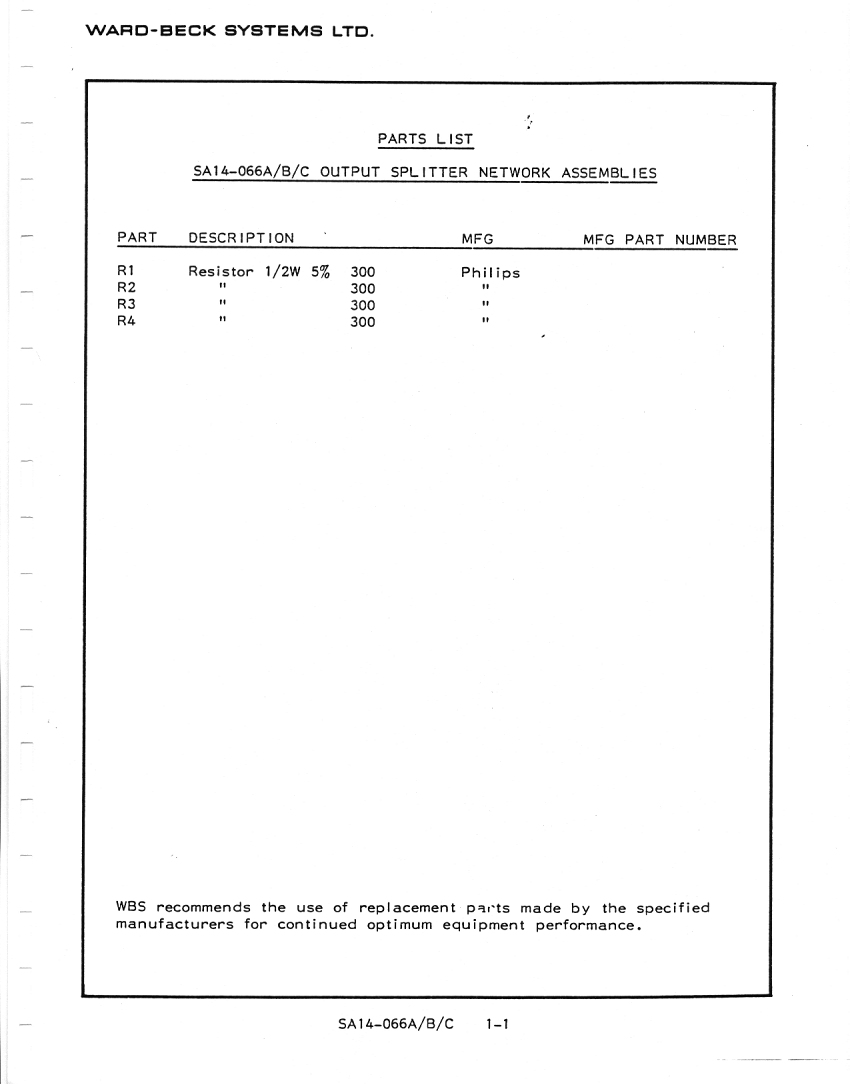 WARD-BECK SYSTEMS LTD.
PARTS LIST
SA14-066A/B/C OUTPUT SPLITTER NETWORK ASSEMBLIES
PART DESCRIPTION MFG MFG PART NUMBER
R1 Resistor 1/2W 5% 300 Philips
R2 " 300 "
R3 " 300 "
R4 " 300 "
WBS recommends the use of replacement parts made by the specified
manufacturers for continued optimum equipment performance.
SA14-066A/B/C 1-1